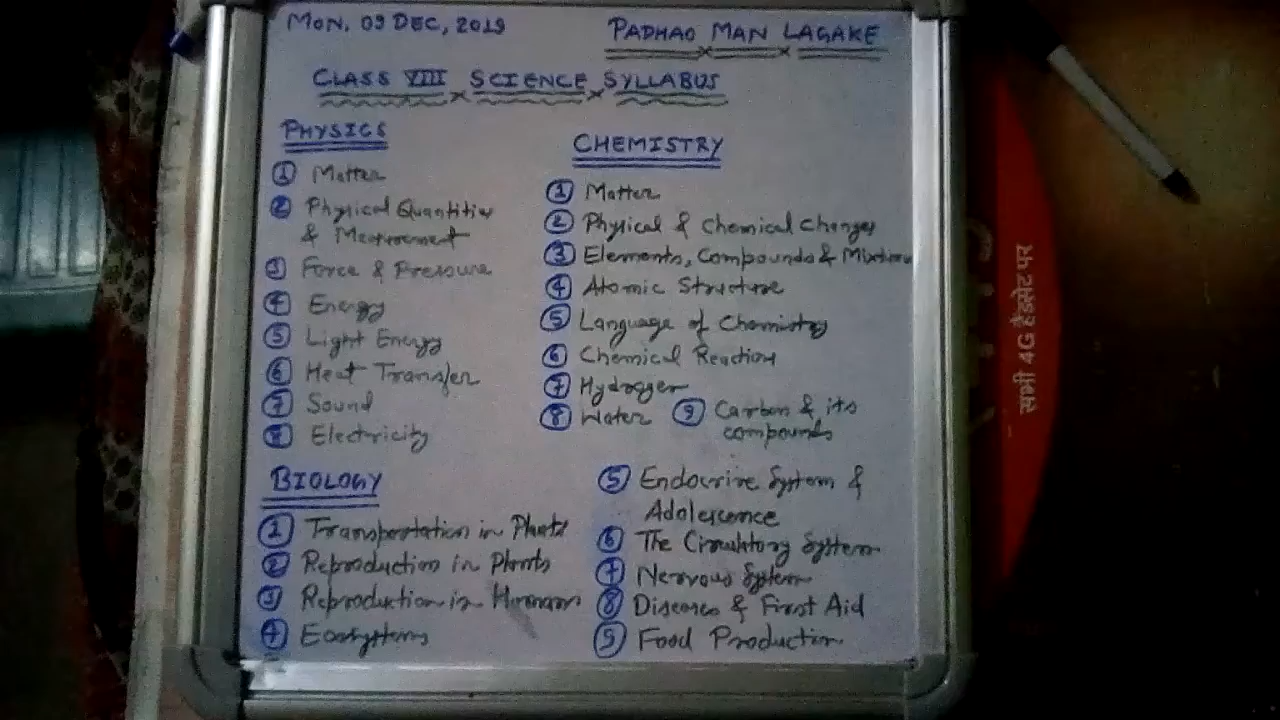 MON, 09 DEC, 2019
PADHAO MAN LAGAKE
CLASS VIII SCIENCE SYLLABUS
PHYSICS
① Matter
② Physical Quantities
& Measurement
③ Force & Pressure
④ Energy
⑤ Light Energy
⑥ Heat Transfer
⑦ Sound
⑧ Electricity
CHEMISTRY
① Matter
② Physical & Chemical Changes
③ Elements, Compounds & Mixtures
④ Atomic Structure
⑤ Language of Chemistry
⑥ Chemical Reaction
⑦ Hydrogen
⑧ Water ⑨ Carbon & its
compounds
BIOLOGY
① Transportation in Plants
② Reproduction in Plants
③ Reproduction in Humans
④ Ecosystems
⑤ Endocrine System &
Adolescence
⑥ The Circulatory System
⑦ Nervous System
⑧ Diseases & First Aid
⑨ Food Production
सभी 4G हैंडसेट पर